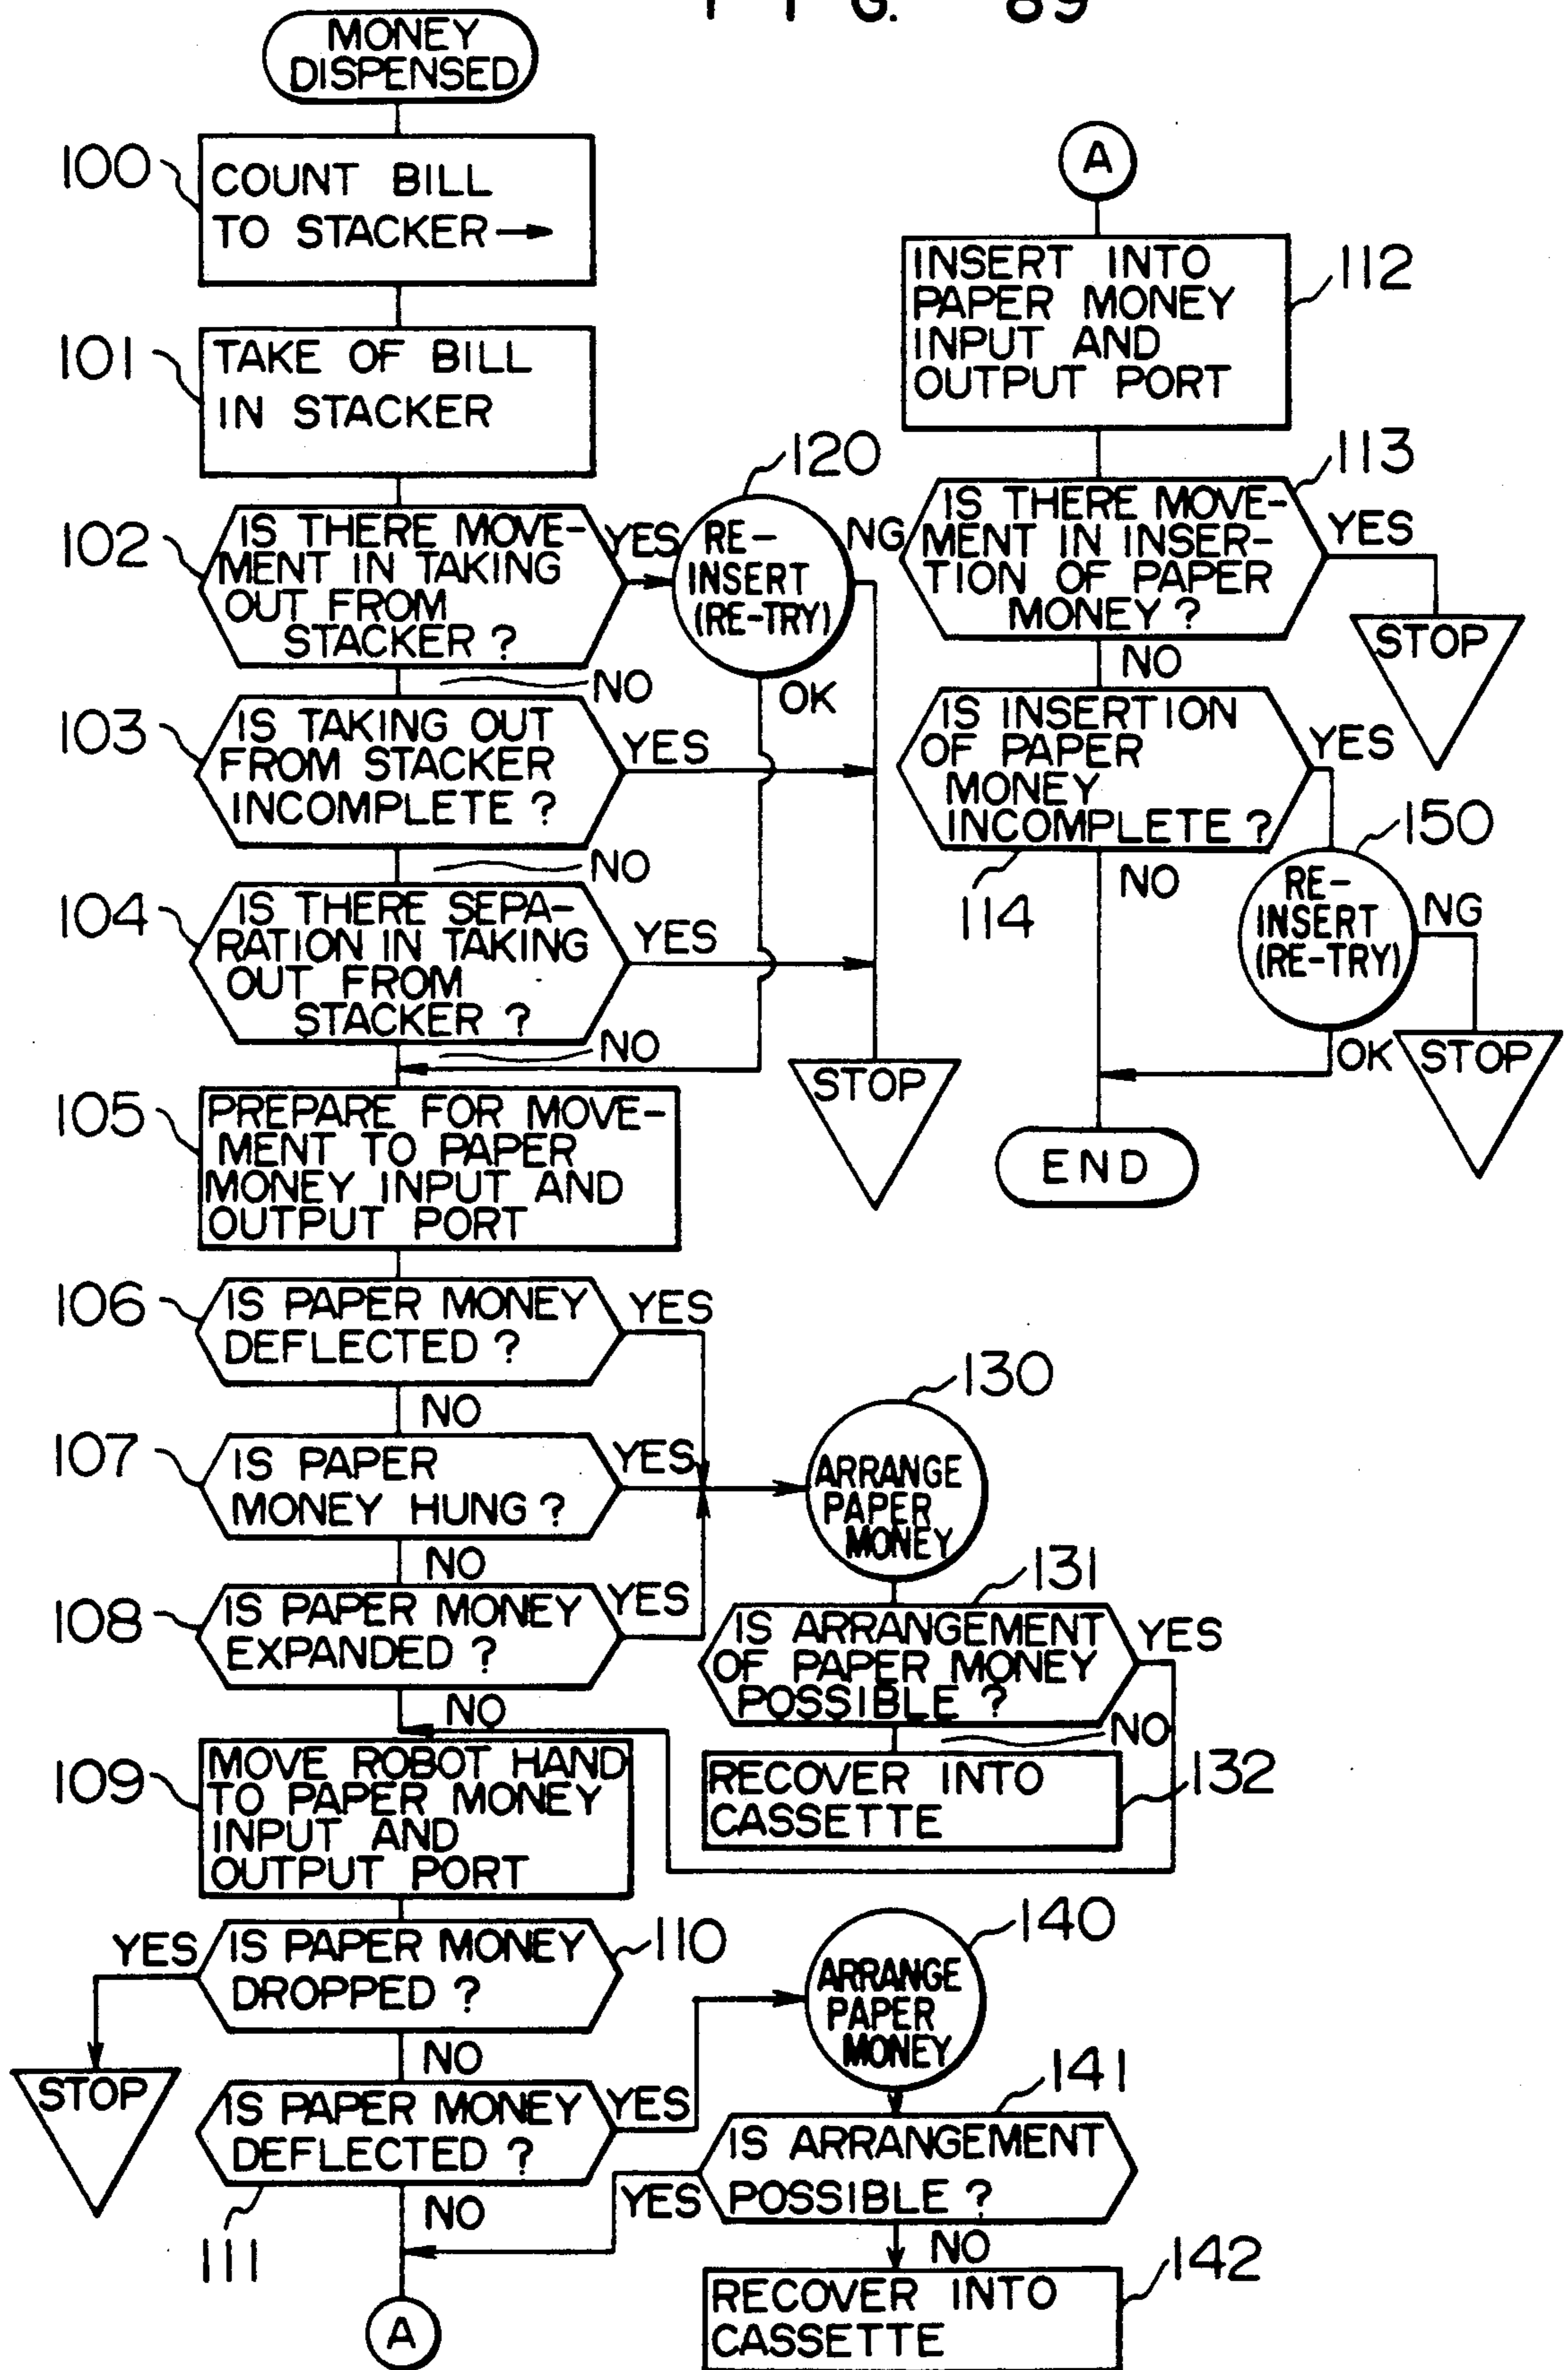 FIG. 89
MONEY
DISPENSED
100
COUNT BILL
TO STACKER →
101
TAKE OF BILL
IN STACKER
102
IS THERE MOVE-
MENT IN TAKING
OUT FROM
STACKER ?
YES
NO
120
RE-
INSERT
(RE-TRY)
NG
OK
103
IS TAKING OUT
FROM STACKER
INCOMPLETE ?
YES
NO
104
IS THERE SEPA-
RATION IN TAKING
OUT FROM
STACKER ?
YES
NO
STOP
105
PREPARE FOR MOVE-
MENT TO PAPER
MONEY INPUT AND
OUTPUT PORT
106
IS PAPER MONEY
DEFLECTED ?
YES
NO
107
IS PAPER
MONEY HUNG ?
YES
NO
108
IS PAPER MONEY
EXPANDED ?
YES
NO
130
ARRANGE
PAPER
MONEY
131
IS ARRANGEMENT
OF PAPER MONEY
POSSIBLE ?
YES
NO
132
RECOVER INTO
CASSETTE
109
MOVE ROBOT HAND
TO PAPER MONEY
INPUT AND
OUTPUT PORT
110
IS PAPER MONEY
DROPPED ?
YES
NO
STOP
111
IS PAPER MONEY
DEFLECTED ?
YES
NO
140
ARRANGE
PAPER
MONEY
141
IS ARRANGEMENT
POSSIBLE ?
YES
NO
142
RECOVER INTO
CASSETTE
A
A
112
INSERT INTO
PAPER MONEY
INPUT AND
OUTPUT PORT
113
IS THERE MOVE-
MENT IN INSER-
TION OF PAPER
MONEY ?
YES
NO
STOP
114
IS INSERTION
OF PAPER
MONEY
INCOMPLETE ?
YES
NO
150
RE-
INSERT
(RE-TRY)
NG
OK
STOP
END